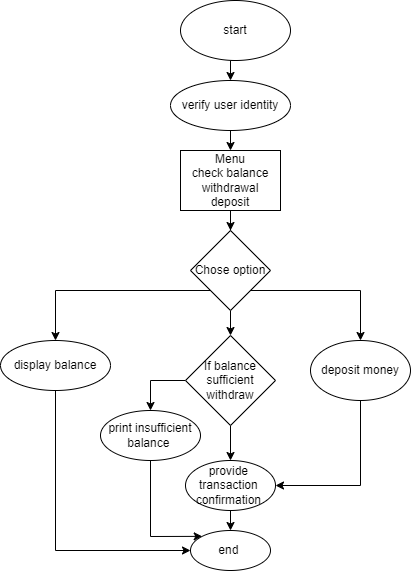 start
verify user identity
Menu
check balance
withdrawal
deposit
Chose option
display balance
If balance
sufficient
withdraw
deposit money
print insufficient
balance
provide
transaction
confirmation
end